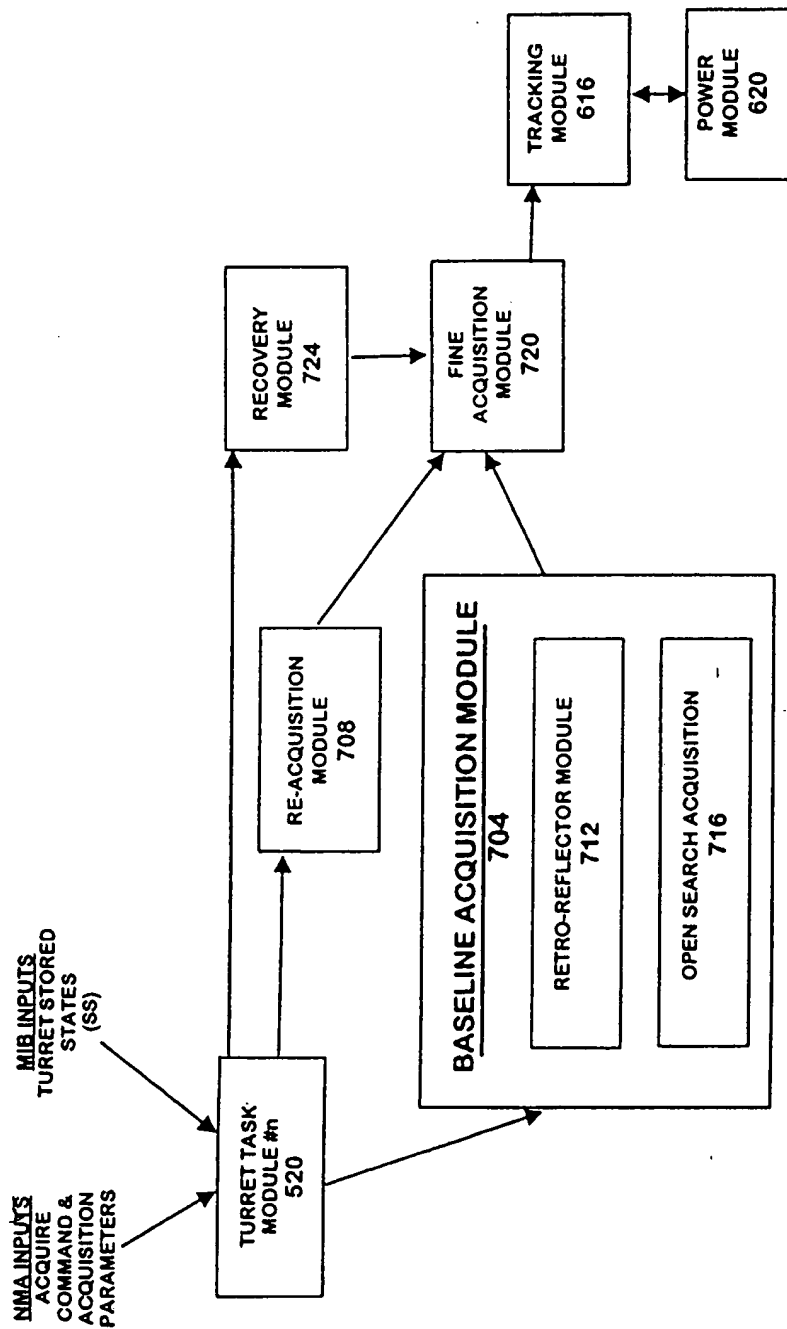 NMA INPUTS
ACQUIRE
COMMAND &
ACQUISITION
PARAMETERS
MIB INPUTS
TURRET STORED
STATES
(SS)
TURRET TASK
MODULE #n
520
RE-ACQUISITION
MODULE
708
RECOVERY
MODULE
724
BASELINE ACQUISITION MODULE
704
RETRO-REFLECTOR MODULE
712
OPEN SEARCH ACQUISITION
716
FINE
ACQUISITION
MODULE
720
TRACKING
MODULE
616
POWER
MODULE
620